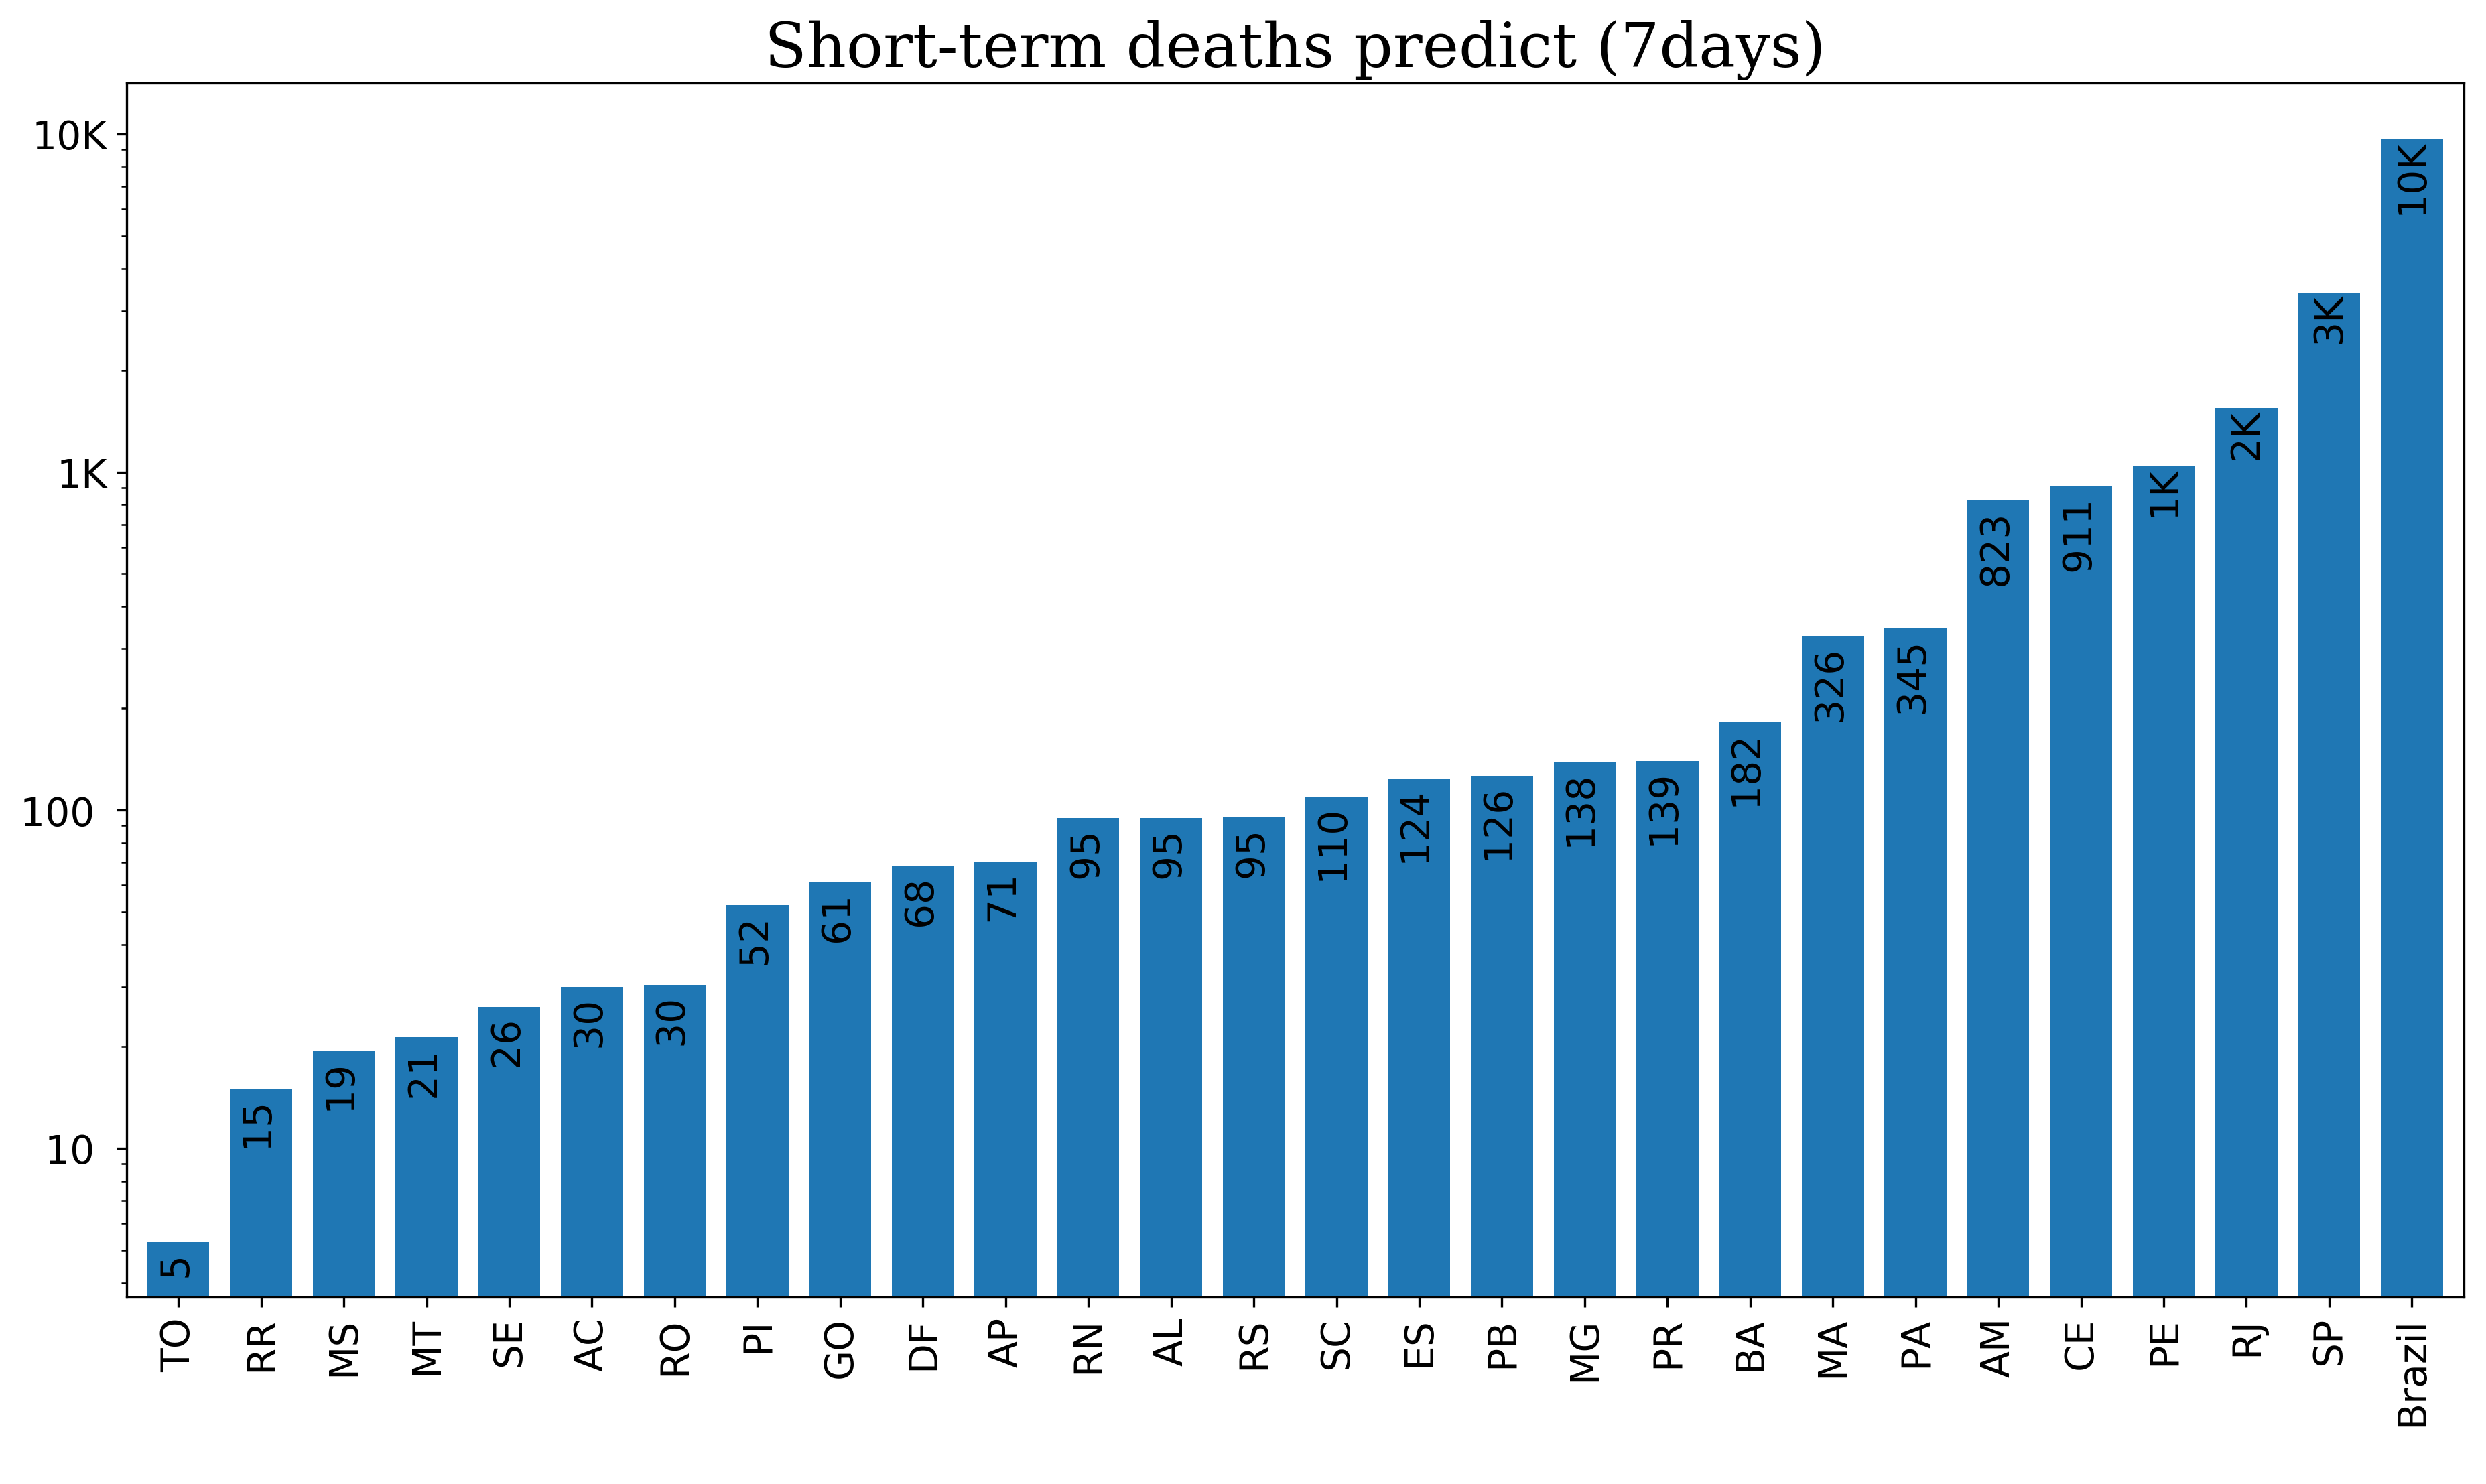 Short-term deaths predict (7days)
10K
1K
100
10
5
15
19
21
26
30
30
52
61
68
71
95
95
95
110
124
126
138
139
182
326
345
823
911
1K
2K
3K
10K
TO
RR
MS
MT
SE
AC
RO
PI
GO
DF
AP
RN
AL
RS
SC
ES
PB
MG
PR
BA
MA
PA
AM
CE
PE
RJ
SP
Brazil